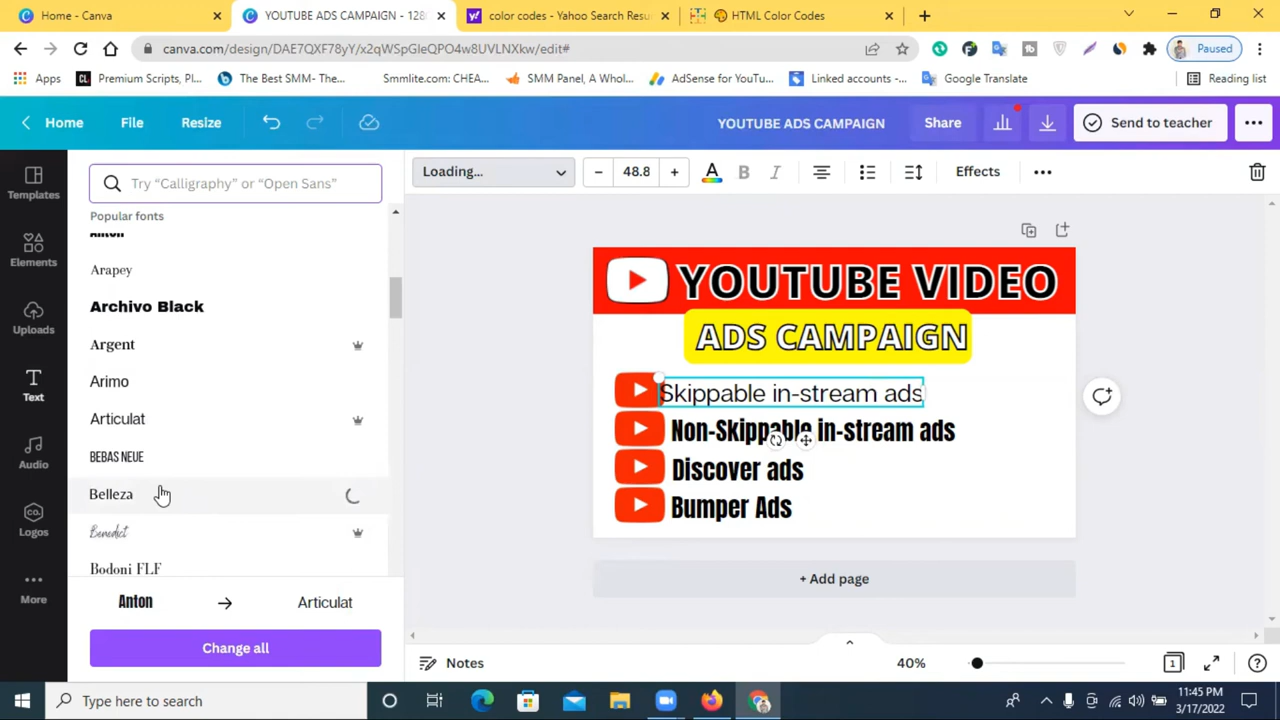 Home - Canva
YOUTUBE ADS CAMPAIGN - 128
color codes - Yahoo Search Resu
HTML Color Codes
canva.com/design/DAE7QXF78yY/x2qWSpGleQPO4w8UVLNXkw/edit#
Paused
Apps
Premium Scripts, Pl...
The Best SMM- The...
Smmlite.com: CHEA...
SMM Panel, A Whol...
AdSense for YouTu...
Linked accounts -...
Google Translate
Reading list
Home
File
Resize
YOUTUBE ADS CAMPAIGN
Share
Send to teacher
Templates
Elements
Uploads
Text
Audio
Logos
More
Try “Calligraphy” or “Open Sans”
Popular fonts
Anton
Arapey
Archivo Black
Argent
Arimo
Articulat
BEBAS NEUE
Belleza
Benedict
Bodoni FLF
Anton
Articulat
Change all
Loading...
48.8
A
B
I
Effects
YOUTUBE VIDEO
ADS CAMPAIGN
Skippable in-stream ads
Non-Skippable in-stream ads
Discover ads
Bumper Ads
+ Add page
Notes
40%
1
Type here to search
11:45 PM
3/17/2022